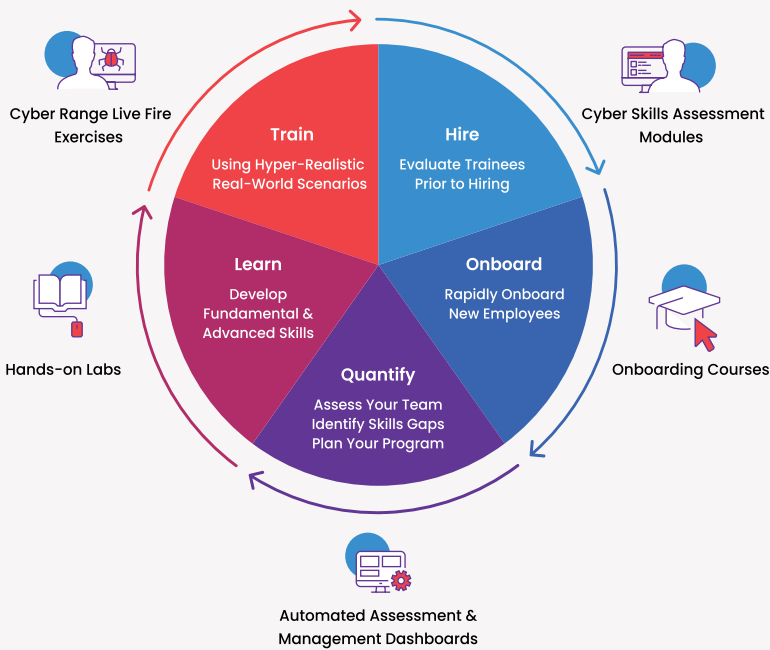 Cyber Range Live Fire
Exercises
Cyber Skills Assessment
Modules
Train
Using Hyper-Realistic
Real-World Scenarios
Hire
Evaluate Trainees
Prior to Hiring
Learn
Develop
Fundamental &
Advanced Skills
Onboard
Rapidly Onboard
New Employees
Quantify
Assess Your Team
Identify Skills Gaps
Plan Your Program
Hands-on Labs
Onboarding Courses
Automated Assessment &
Management Dashboards